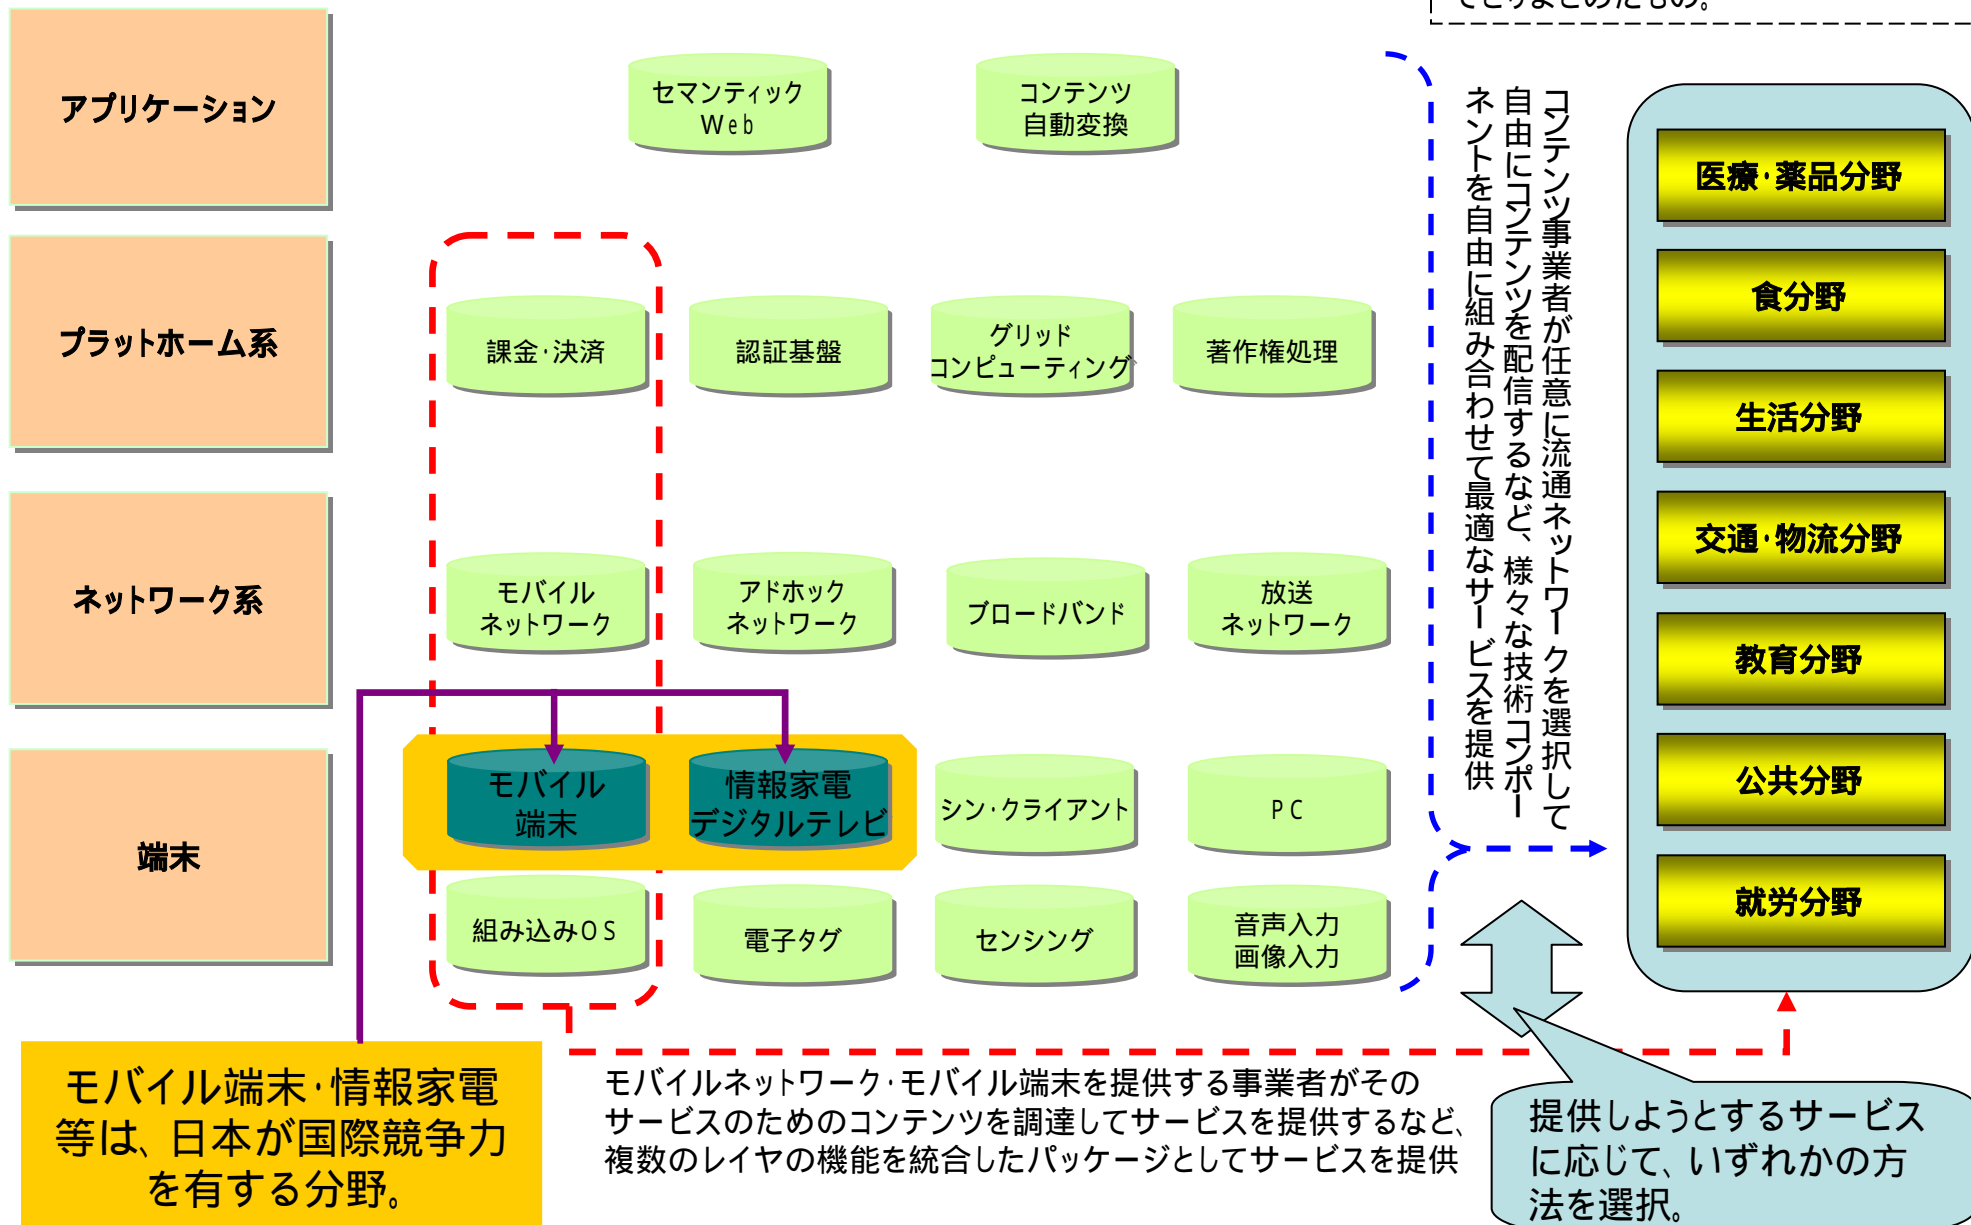 でとりまとめたもの。
アプリケーション
セマンティック
Web
コンテンツ
自動変換
プラットホーム系
課金・決済
認証基盤
グリッド
コンピューティング
著作権処理
ネットワーク系
モバイル
ネットワーク
アドホック
ネットワーク
ブロードバンド
放送
ネットワーク
端末
モバイル
端末
情報家電
デジタルテレビ
シン・クライアント
PC
組み込みOS
電子タグ
センシング
音声入力
画像入力
コンテンツ事業者が任意に流通ネットワークを選択して
自由にコンテンツを配信するなど、様々な技術コンポー
ネントを自由に組み合わせて最適なサービスを提供
医療・薬品分野
食分野
生活分野
交通・物流分野
教育分野
公共分野
就労分野
モバイル端末・情報家電
等は、日本が国際競争力
を有する分野。
モバイルネットワーク・モバイル端末を提供する事業者がその
サービスのためのコンテンツを調達してサービスを提供するなど、
複数のレイヤの機能を統合したパッケージとしてサービスを提供
提供しようとするサービス
に応じて、いずれかの方
法を選択。